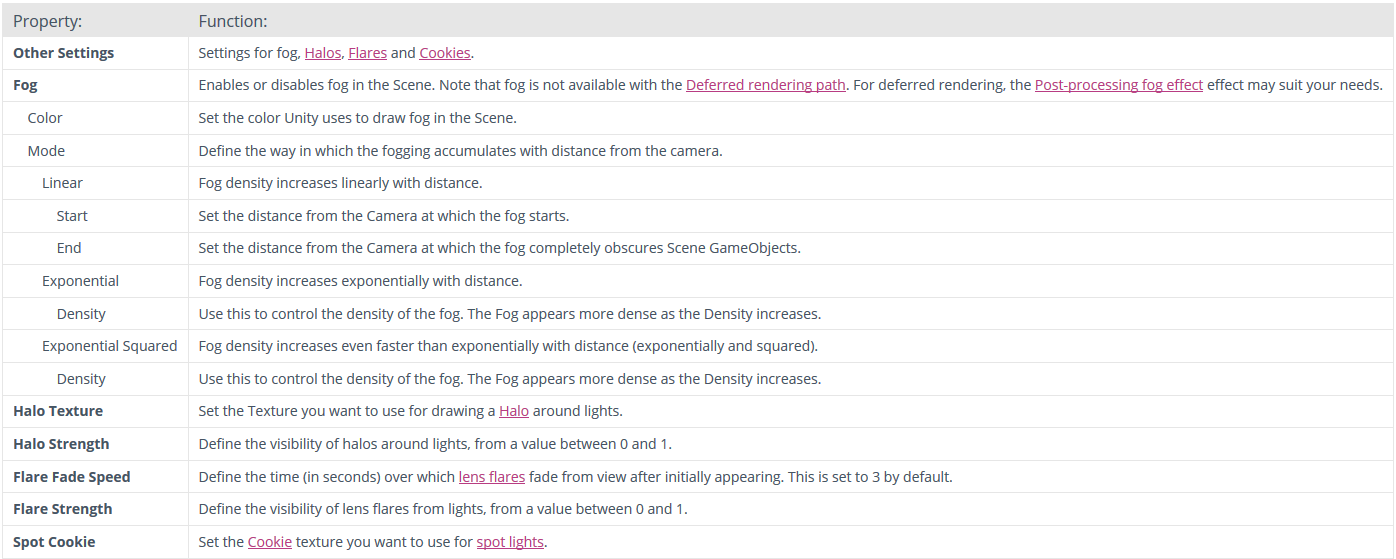 Property: Function:
Other Settings Settings for fog, Halos, Flares and Cookies.
Fog Enables or disables fog in the Scene. Note that fog is not available with the Deferred rendering path. For deferred rendering, the Post-processing fog effect effect may suit your needs.
Color Set the color Unity uses to draw fog in the Scene.
Mode Define the way in which the fogging accumulates with distance from the camera.
Linear Fog density increases linearly with distance.
Start Set the distance from the Camera at which the fog starts.
End Set the distance from the Camera at which the fog completely obscures Scene GameObjects.
Exponential Fog density increases exponentially with distance.
Density Use this to control the density of the fog. The Fog appears more dense as the Density increases.
Exponential Squared Fog density increases even faster than exponentially with distance (exponentially and squared).
Density Use this to control the density of the fog. The Fog appears more dense as the Density increases.
Halo Texture Set the Texture you want to use for drawing a Halo around lights.
Halo Strength Define the visibility of halos around lights, from a value between 0 and 1.
Flare Fade Speed Define the time (in seconds) over which lens flares fade from view after initially appearing. This is set to 3 by default.
Flare Strength Define the visibility of lens flares from lights, from a value between 0 and 1.
Spot Cookie Set the Cookie texture you want to use for spot lights.